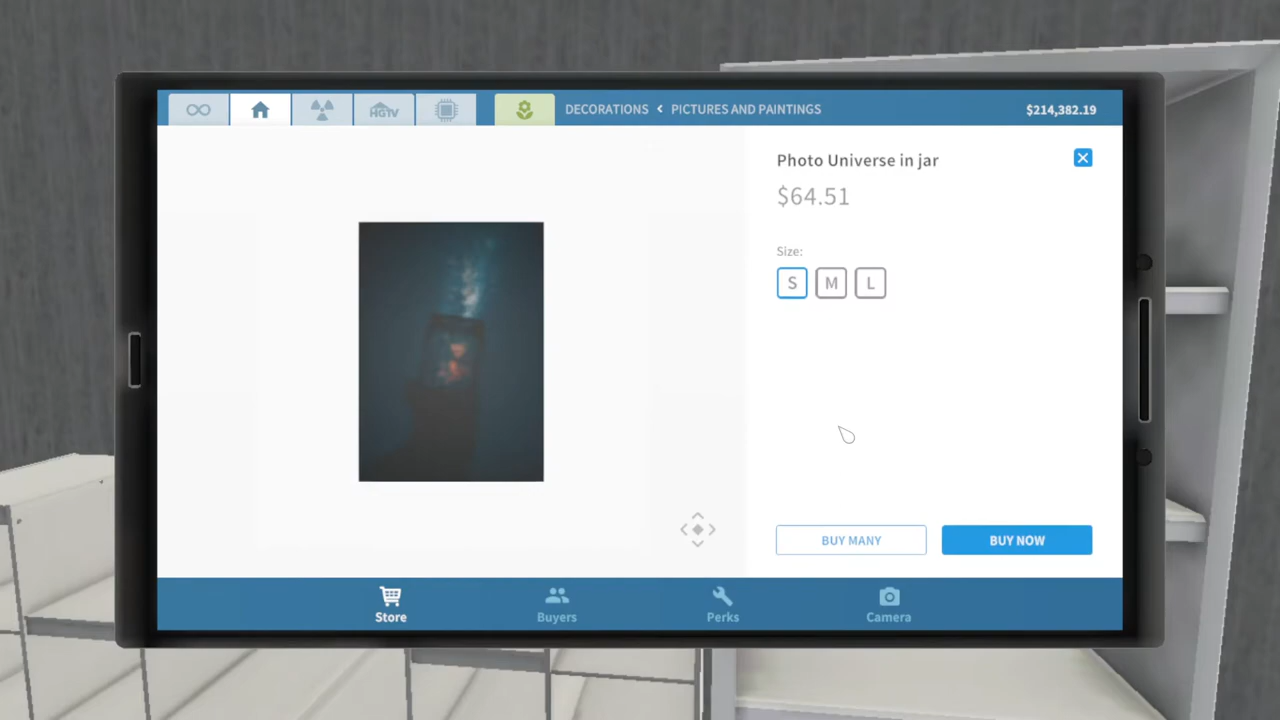 HGTV
DECORATIONS < PICTURES AND PAINTINGS
$214,382.19
Photo Universe in jar
$64.51
Size:
S M L
BUY MANY
BUY NOW
Store
Buyers
Perks
Camera